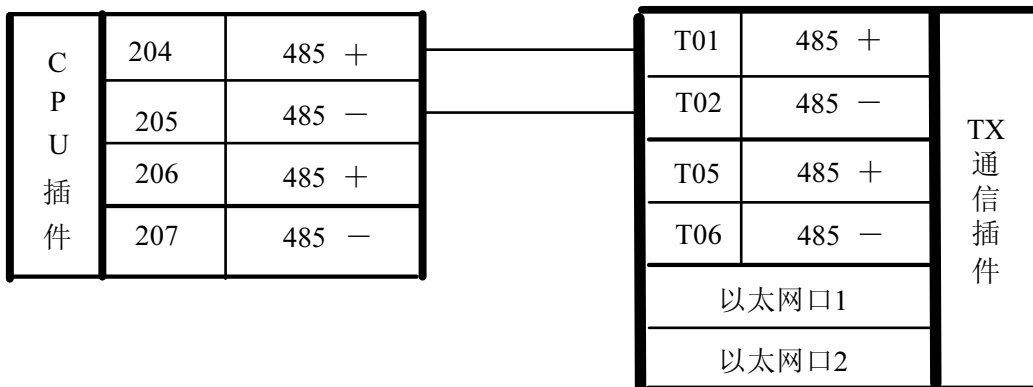 CPU插件
204 485 +
205 485 －
206 485 +
207 485 －
T01 485 +
T02 485 －
T05 485 +
T06 485 －
以太网口1
以太网口2
TX通信插件